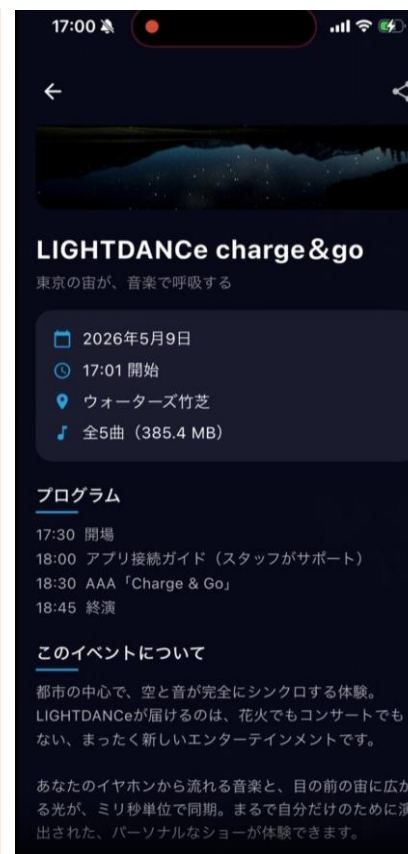 17:00
LIGHTDANCe charge&go
東京の宙が、音楽で呼吸する
2026年5月9日
17:01 開始
ウォーターズ竹芝
全5曲（385.4 MB）
プログラム
17:30 開場
18:00 アプリ接続ガイド（スタッフがサポート）
18:30 AAA「Charge & Go」
18:45 終演
このイベントについて
都市の中心で、空と音が完全にシンクロする体験。
LIGHTDANCeが届けるのは、花火でもコンサートでも
ない、まったく新しいエンターテインメントです。
あなたのイヤホンから流れる音楽と、目の前の宙に広が
る光が、ミリ秒単位で同期。まるで自分だけのために演
出された、パーソナルなショーが体験できます。